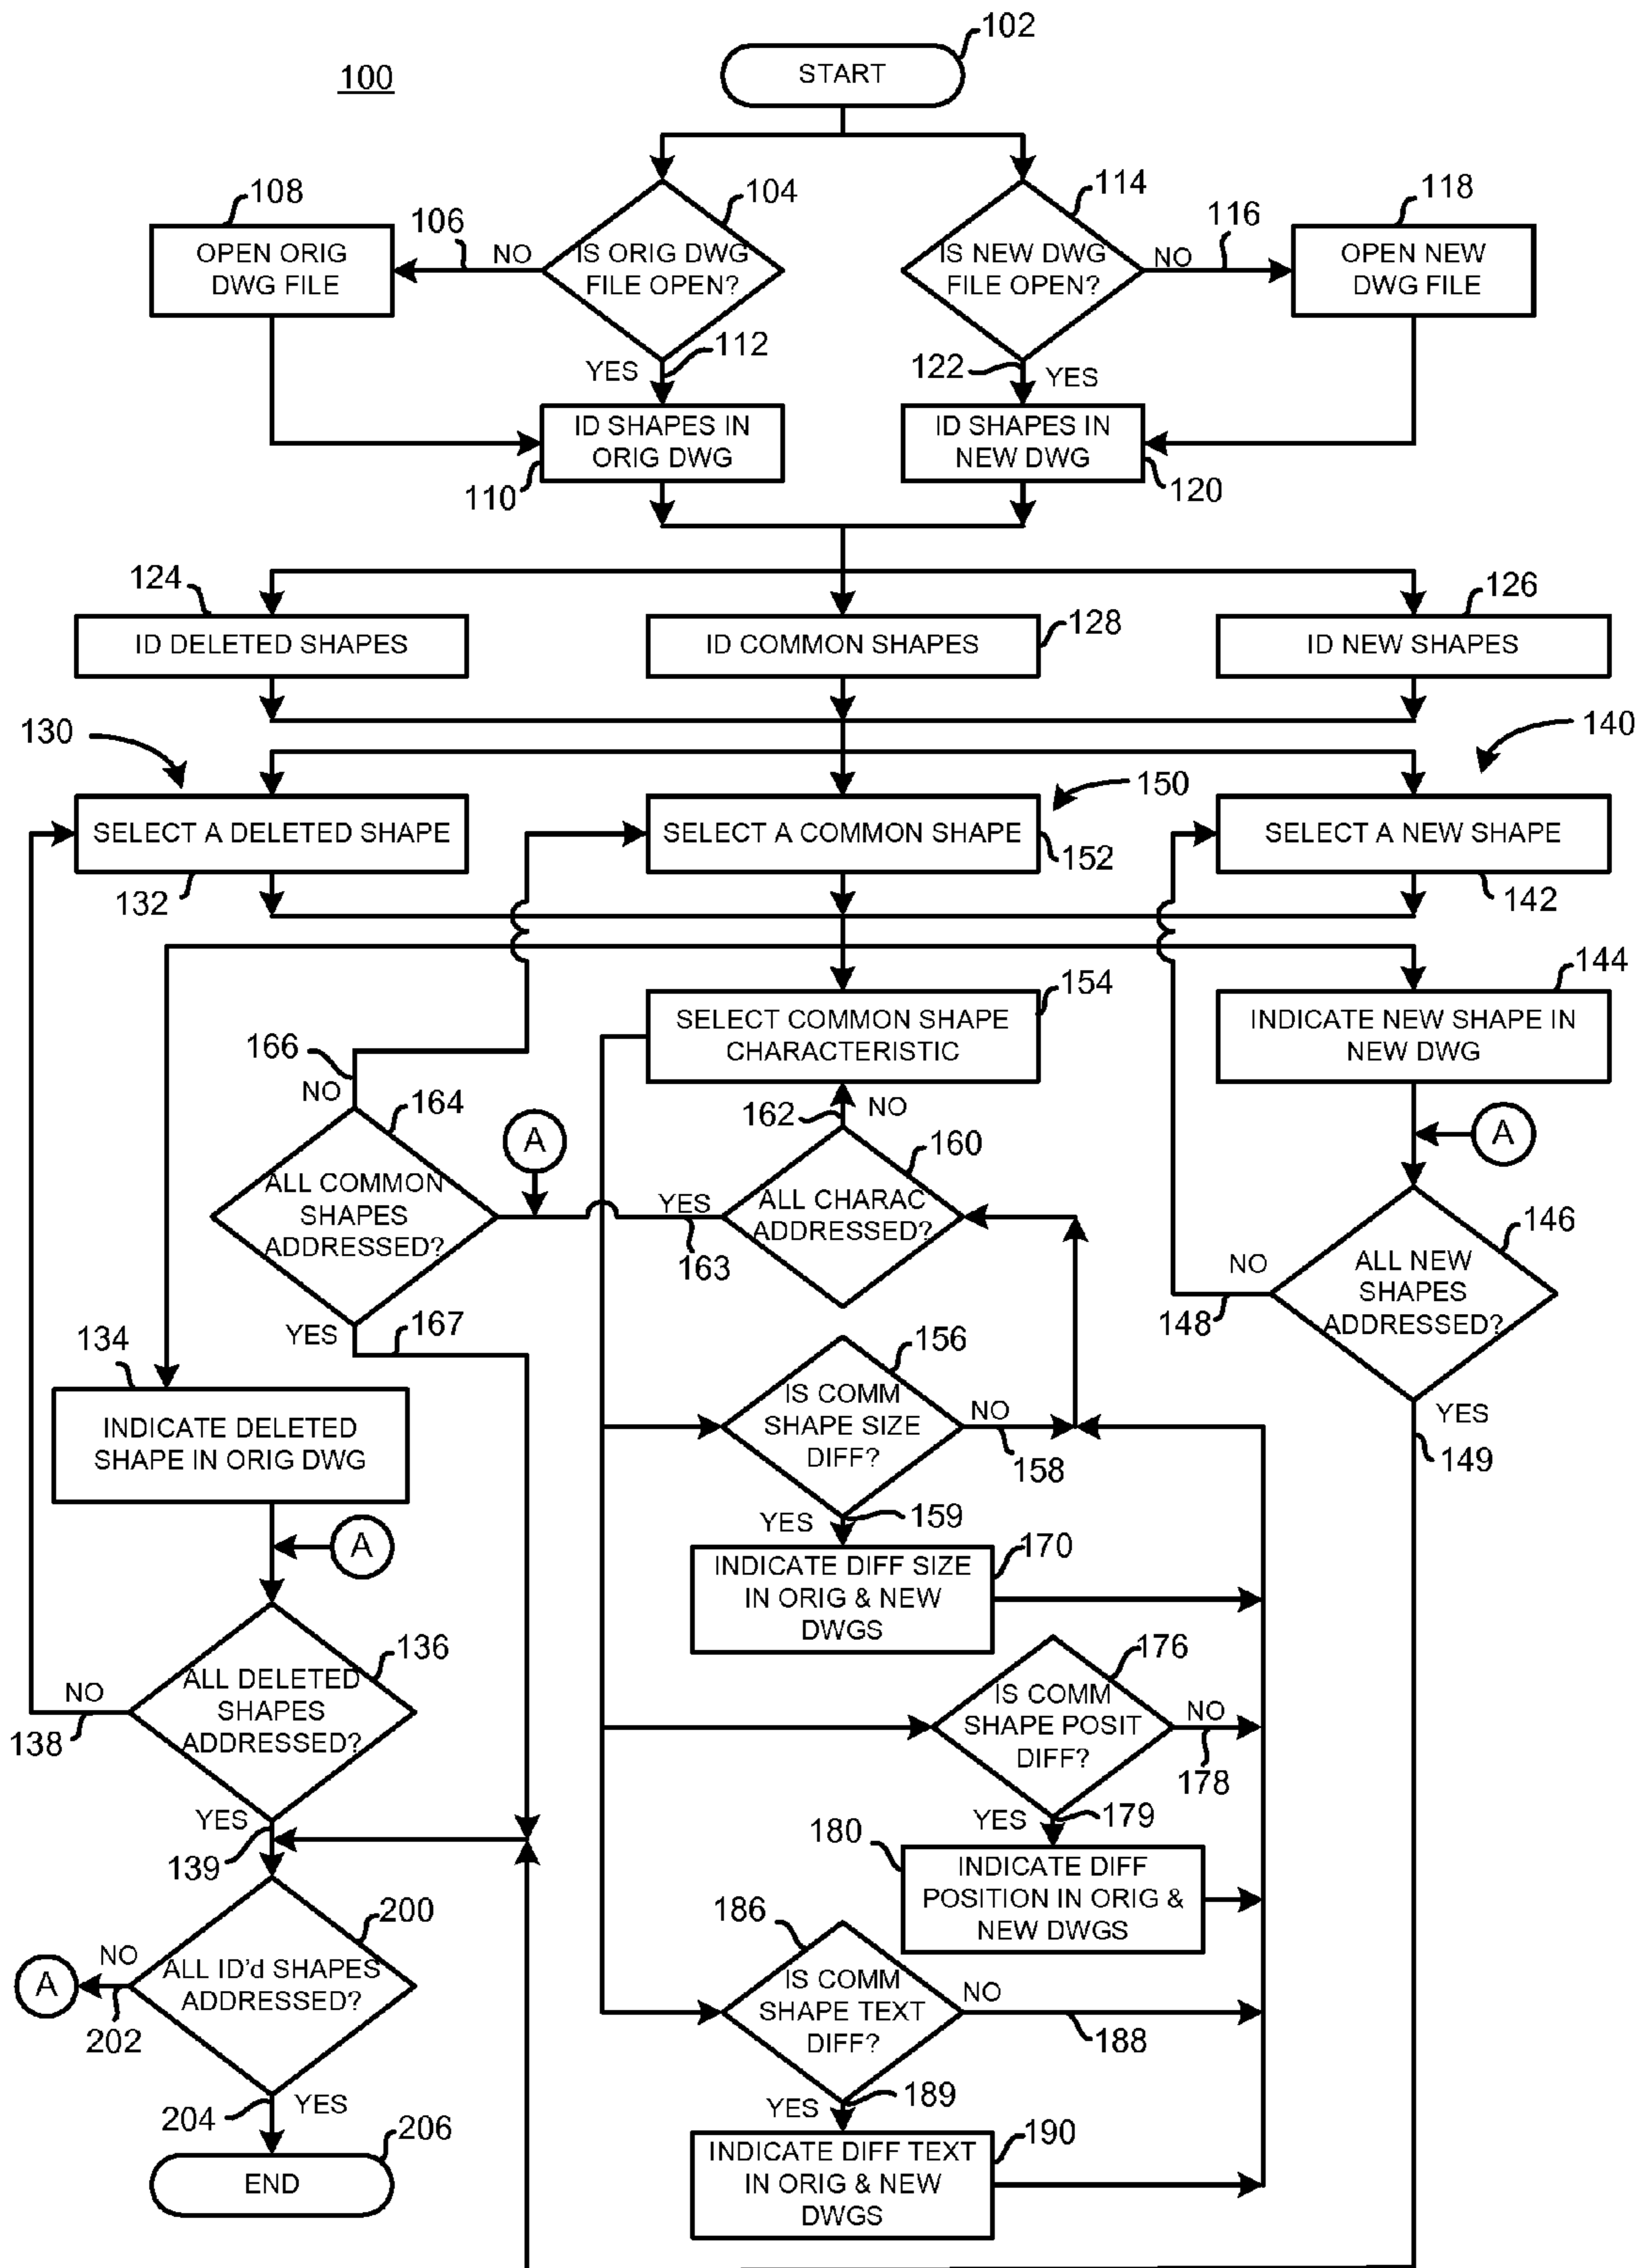 100
102
START
108
106
104
114
116
118
OPEN ORIG
DWG FILE
NO
IS ORIG DWG
FILE OPEN?
IS NEW DWG
FILE OPEN?
NO
OPEN NEW
DWG FILE
YES
112
122
YES
ID SHAPES IN
ORIG DWG
110
ID SHAPES IN
NEW DWG
120
124
128
126
ID DELETED SHAPES
ID COMMON SHAPES
ID NEW SHAPES
130
150
140
SELECT A DELETED SHAPE
132
SELECT A COMMON SHAPE
152
SELECT A NEW SHAPE
142
154
144
SELECT COMMON SHAPE
CHARACTERISTIC
INDICATE NEW SHAPE IN
NEW DWG
166
NO
164
A
162
NO
160
A
ALL COMMON
SHAPES
ADDRESSED?
YES
163
ALL CHARAC
ADDRESSED?
146
NO
148
ALL NEW
SHAPES
ADDRESSED?
YES
167
134
156
YES
149
INDICATE DELETED
SHAPE IN ORIG DWG
IS COMM
SHAPE SIZE
DIFF?
NO
158
YES
159
A
INDICATE DIFF SIZE
IN ORIG & NEW
DWGS
170
136
176
NO
138
ALL DELETED
SHAPES
ADDRESSED?
IS COMM
SHAPE POSIT
DIFF?
NO
178
YES
139
YES
179
180
INDICATE DIFF
POSITION IN ORIG &
NEW DWGS
200
186
A
NO
202
ALL ID'd SHAPES
ADDRESSED?
IS COMM
SHAPE TEXT
DIFF?
NO
188
204
YES
YES
189
206
END
190
INDICATE DIFF TEXT
IN ORIG & NEW
DWGS